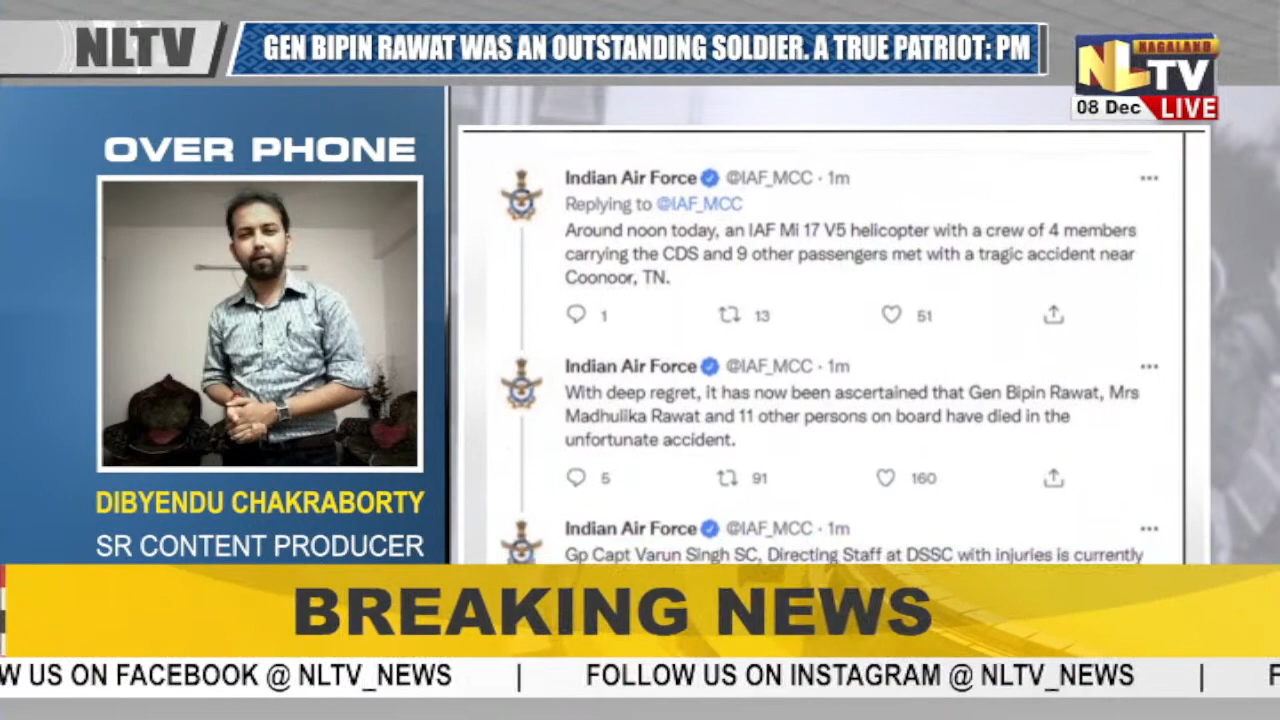 NLTV
GEN BIPIN RAWAT WAS AN OUTSTANDING SOLDIER. A TRUE PATRIOT: PM
NAGALAND
NLTV
08 Dec LIVE
OVER PHONE
DIBYENDU CHAKRABORTY
SR CONTENT PRODUCER
Indian Air Force @IAF_MCC · 1m
Replying to @IAF_MCC
Around noon today, an IAF Mi 17 V5 helicopter with a crew of 4 members
carrying the CDS and 9 other passengers met with a tragic accident near
Coonoor, TN.
1 13 51
Indian Air Force @IAF_MCC · 1m
With deep regret, it has now been ascertained that Gen Bipin Rawat, Mrs
Madhulika Rawat and 11 other persons on board have died in the
unfortunate accident.
5 91 160
Indian Air Force @IAF_MCC · 1m
Gp Capt Varun Singh SC, Directing Staff at DSSC with injuries is currently
BREAKING NEWS
W US ON FACEBOOK @ NLTV_NEWS | FOLLOW US ON INSTAGRAM @ NLTV_NEWS | F